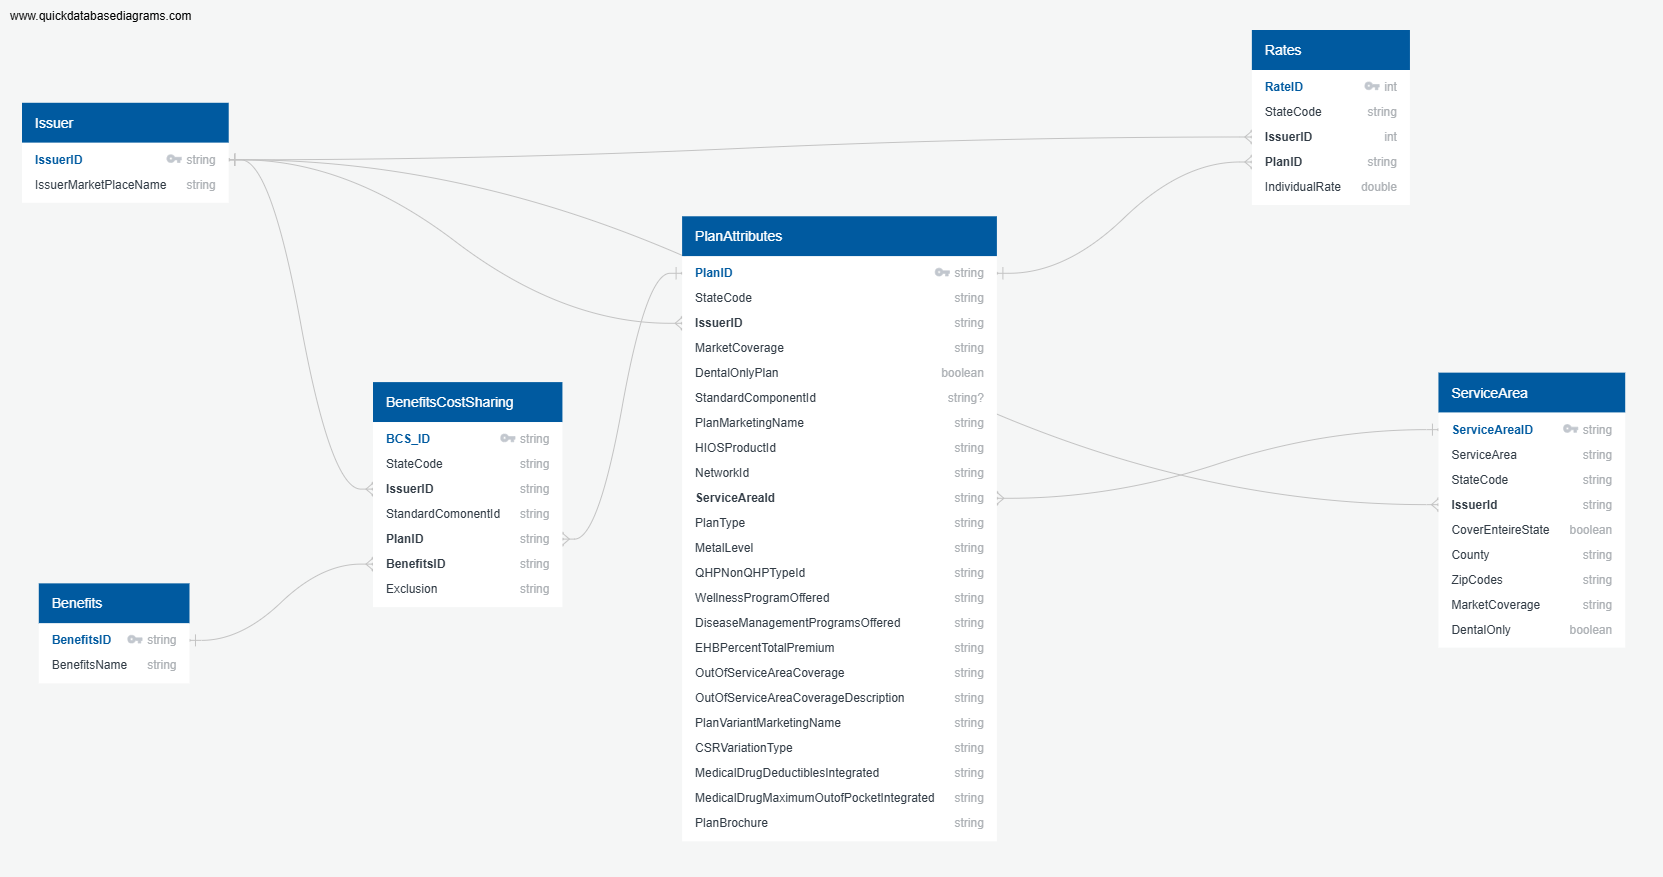 www.quickdatabasediagrams.com
Issuer
IssuerID string
IssuerMarketPlaceName string
Benefits
BenefitsID string
BenefitsName string
BenefitsCostSharing
BCS_ID string
StateCode string
IssuerID string
StandardComonentId string
PlanID string
BenefitsID string
Exclusion string
PlanAttributes
PlanID string
StateCode string
IssuerID string
MarketCoverage string
DentalOnlyPlan boolean
StandardComponentId string?
PlanMarketingName string
HIOSProductId string
NetworkId string
ServiceAreaId string
PlanType string
MetalLevel string
QHPNonQHPTypeId string
WellnessProgramOffered string
DiseaseManagementProgramsOffered string
EHBPercentTotalPremium string
OutOfServiceAreaCoverage string
OutOfServiceAreaCoverageDescription string
PlanVariantMarketingName string
CSRVariationType string
MedicalDrugDeductiblesIntegrated string
MedicalDrugMaximumOutofPocketIntegrated string
PlanBrochure string
Rates
RateID int
StateCode string
IssuerID int
PlanID string
IndividualRate double
ServiceArea
ServiceAreaID string
ServiceArea string
StateCode string
IssuerId string
CoverEnteireState boolean
County string
ZipCodes string
MarketCoverage string
DentalOnly boolean